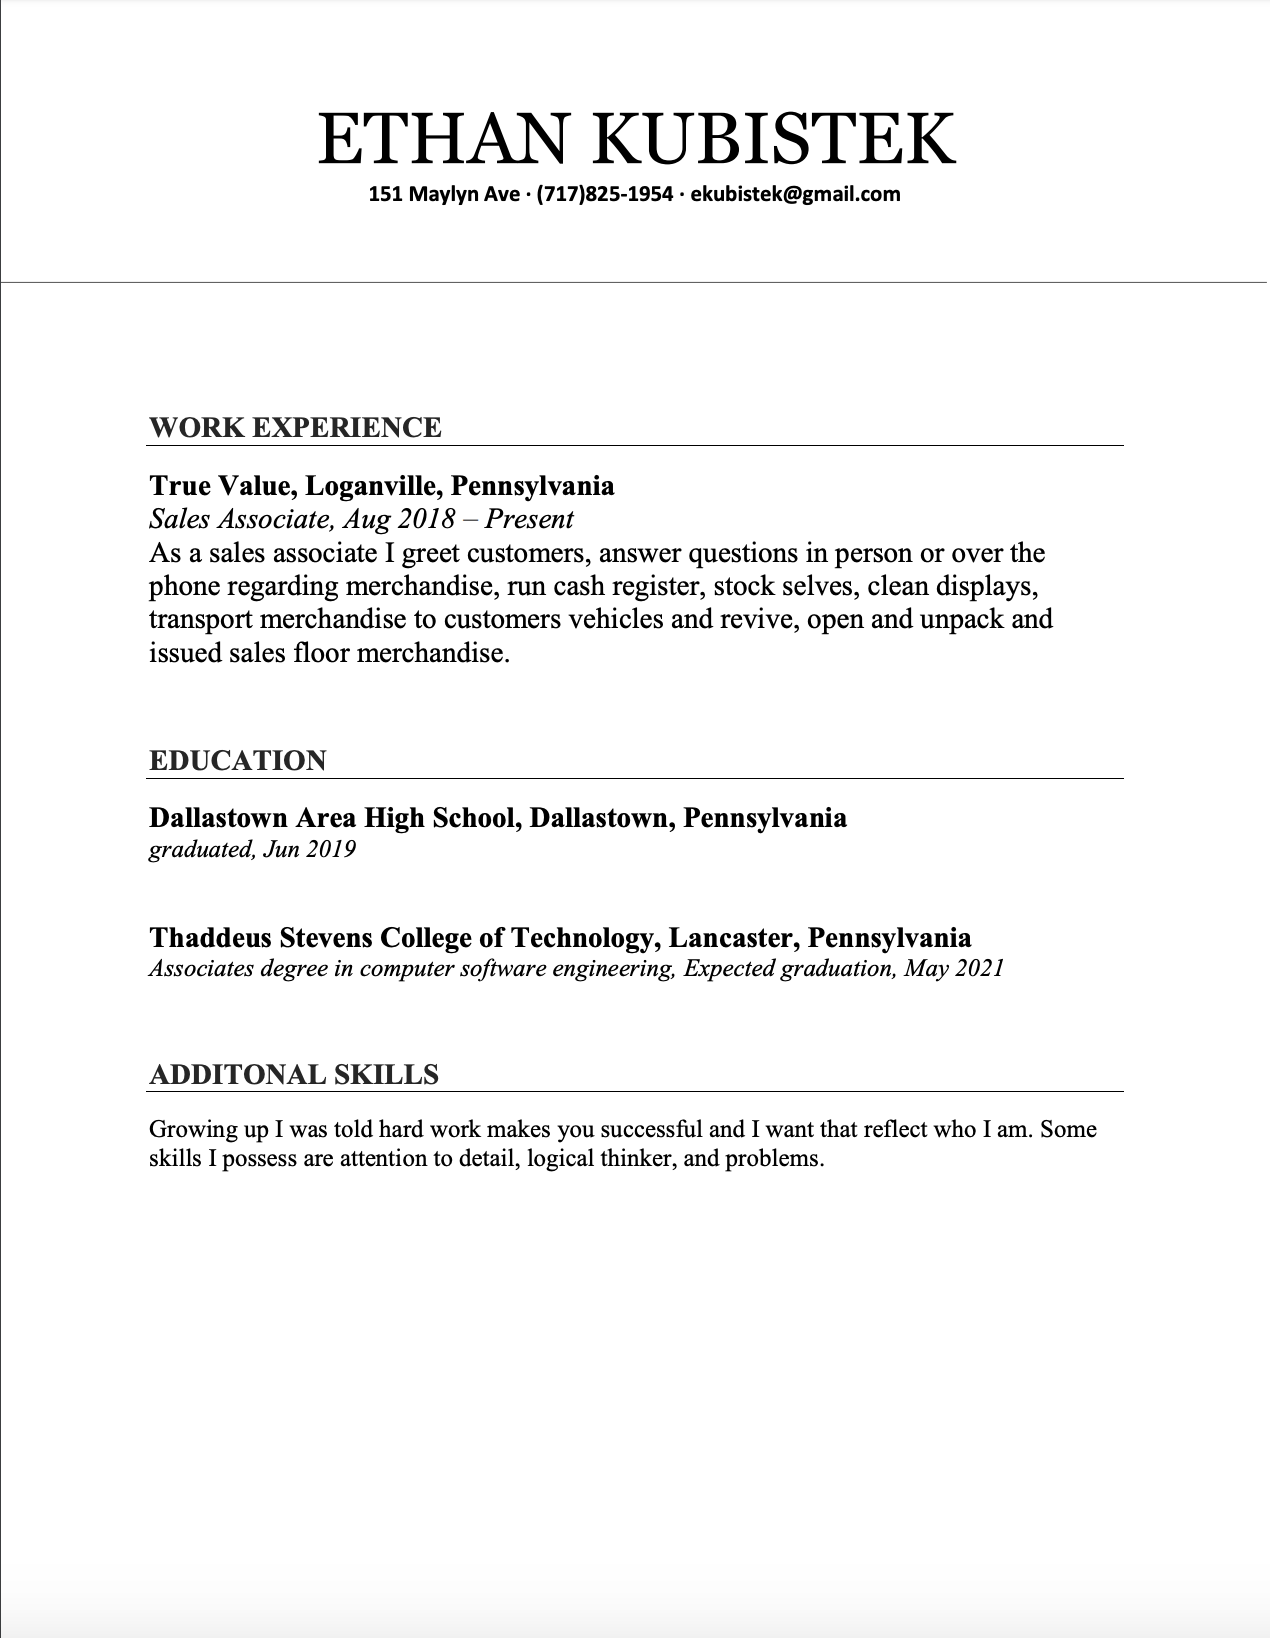 ETHAN KUBISTEK
151 Maylyn Ave · (717)825-1954 · ekubistek@gmail.com
WORK EXPERIENCE
True Value, Loganville, Pennsylvania
Sales Associate, Aug 2018 – Present
As a sales associate I greet customers, answer questions in person or over the
phone regarding merchandise, run cash register, stock selves, clean displays,
transport merchandise to customers vehicles and revive, open and unpack and
issued sales floor merchandise.
EDUCATION
Dallastown Area High School, Dallastown, Pennsylvania
graduated, Jun 2019
Thaddeus Stevens College of Technology, Lancaster, Pennsylvania
Associates degree in computer software engineering, Expected graduation, May 2021
ADDITONAL SKILLS
Growing up I was told hard work makes you successful and I want that reflect who I am. Some
skills I possess are attention to detail, logical thinker, and problems.